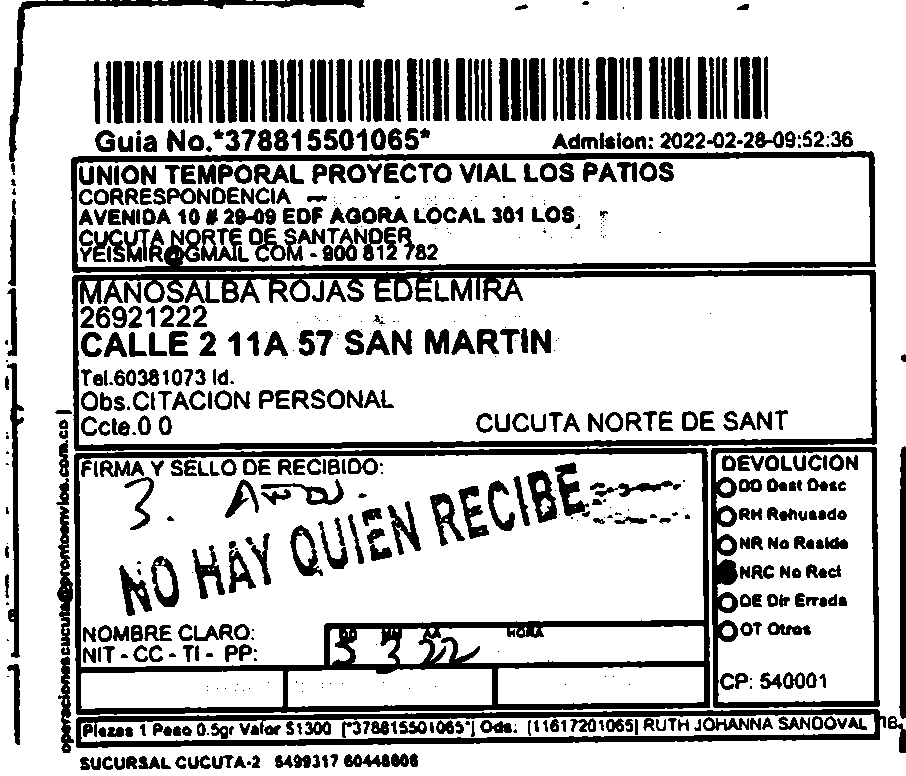 Guia No.*378815501065*
Admision: 2022-02-28-09:52:36
UNION TEMPORAL PROYECTO VIAL LOS PATIOS
CORRESPONDENCIA
AVENIDA 10 # 29-09 EDF AGORA LOCAL 301 LOS
CUCUTA NORTE DE SANTANDER
YEISMIR@GMAIL COM - 900 812 782
MANOSALBA ROJAS EDELMIRA
26921222
CALLE 2 11A 57 SAN MARTIN
Tel.60381073 Id.
Obs.CITACION PERSONAL
Ccte.0 0
CUCUTA NORTE DE SANT
operacionescucuta@prontoenvios.com.co
FIRMA Y SELLO DE RECIBIDO:
3.
NO HAY QUIEN RECIBE
NOMBRE CLARO:
NIT - CC - TI - PP:
DD MM AA HORA
3 22
DEVOLUCION
DD Dest Desc
RH Rehusado
NR No Reside
NRC No Reci
DE Dir Errada
OT Otros
CP: 540001
Piezas 1 Peso 0.5gr Valor $1300 [*378815501065*] Ods: [11617201065] RUTH JOHANNA SANDOVAL
18
SUCURSAL CUCUTA-2 5499317 60448606